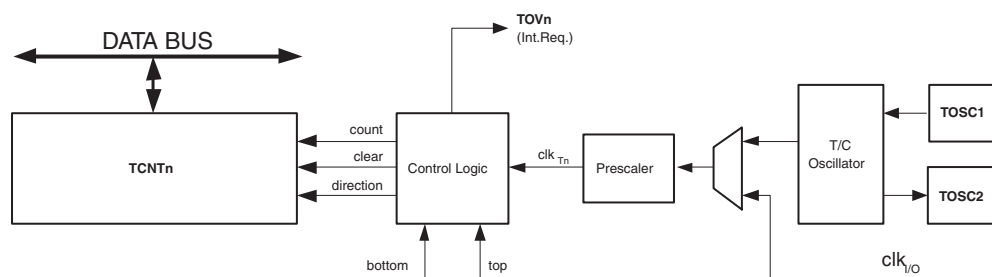 TOVn
(Int.Req.)
DATA BUS
TCNTn
count
clear
direction
Control Logic
clk Tn
Prescaler
T/C
Oscillator
TOSC1
TOSC2
bottom
top
clk I/O